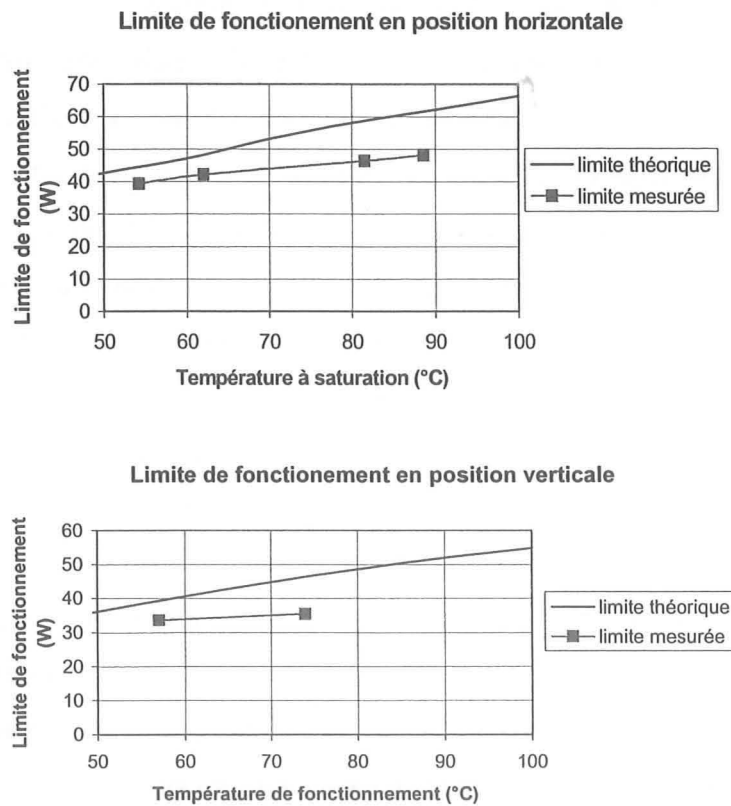 Limite de fonctionement en position horizontale
Limite de fonctionnement
(W)
70
60
50
40
30
20
10
0
50 60 70 80 90 100
Température à saturation (°C)
limite théorique
limite mesurée
Limite de fonctionement en position verticale
Limite de fonctionnement
(W)
60
50
40
30
20
10
0
50 60 70 80 90 100
Température de fonctionnement (°C)
limite théorique
limite mesurée